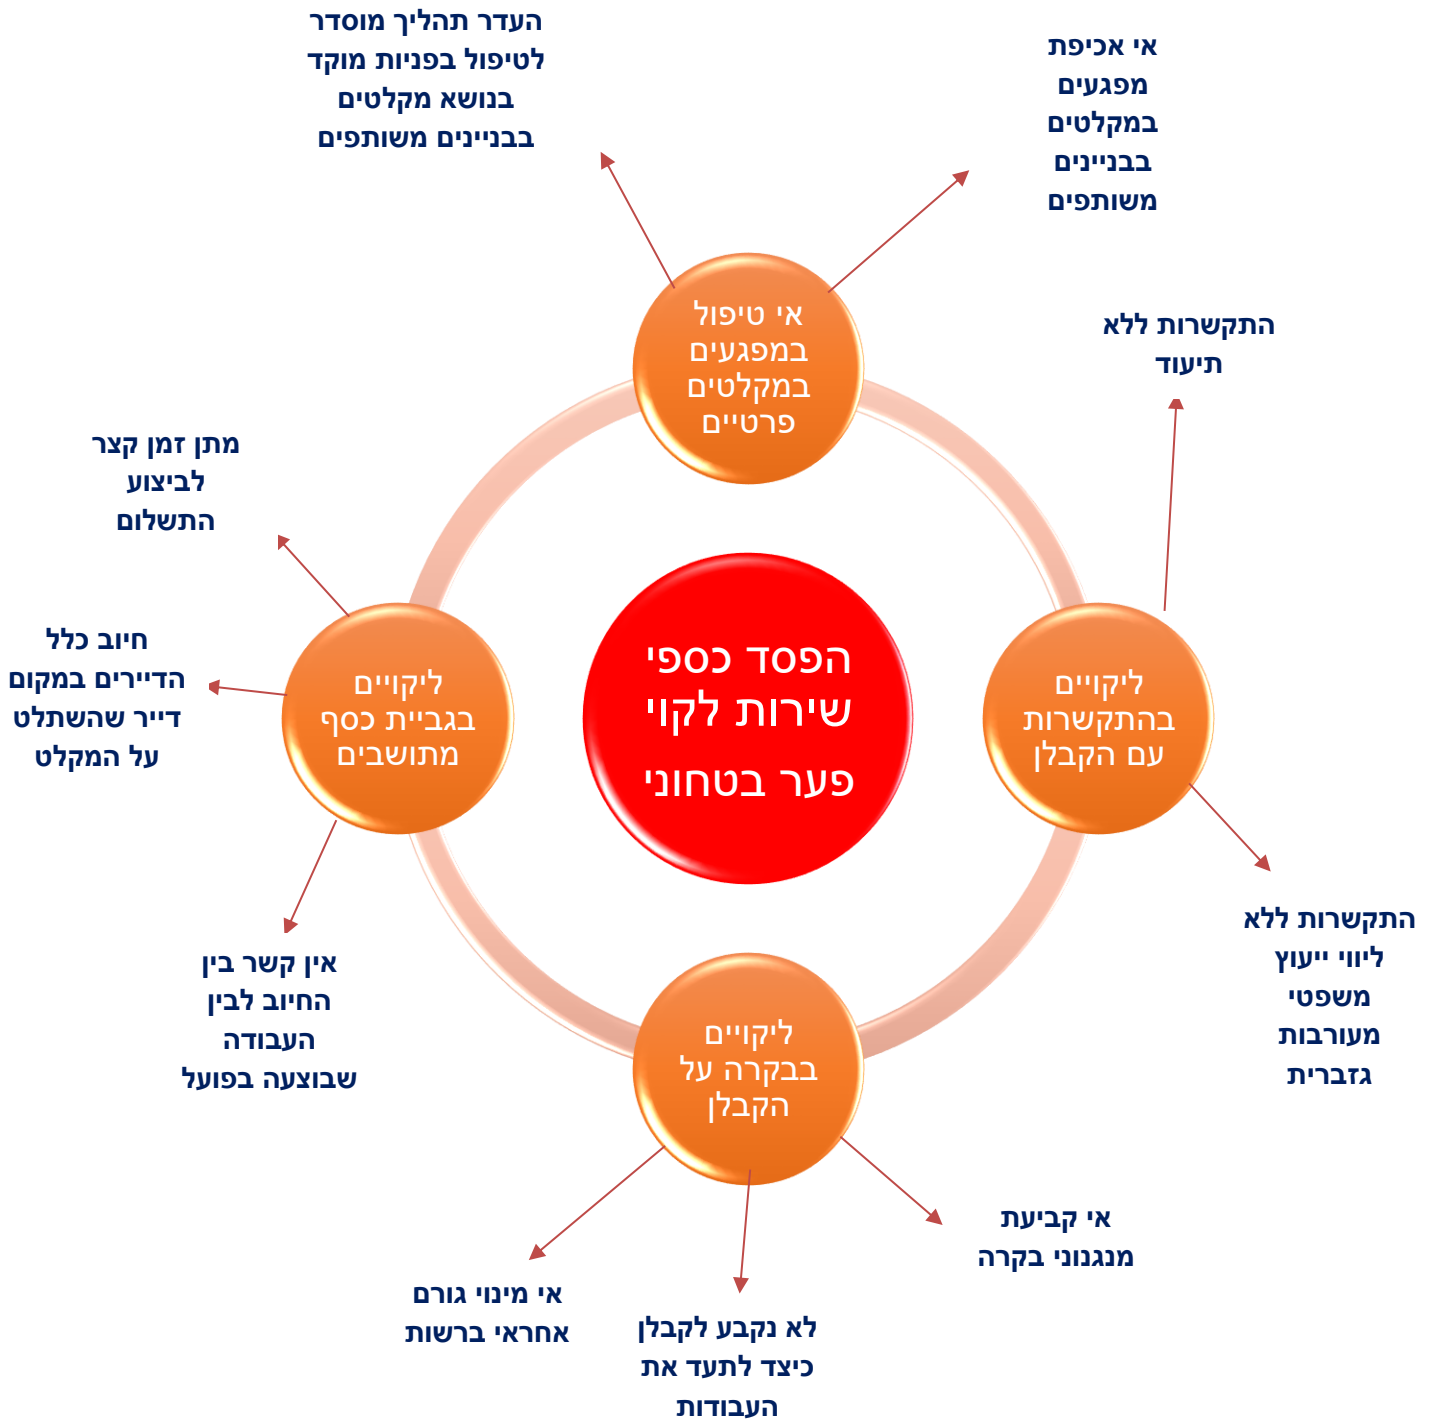 העדר תהליך מוסדר
לטיפול בפניות מוקד
בנושא מקלטים
בבניינים משותפים
אי אכיפת
מפגעים
במקלטים
בבניינים
משותפים
אי טיפול
במפגעים
במקלטים
פרטיים
התקשרות ללא
תיעוד
ליקויים
בהתקשרות
עם הקבלן
התקשרות ללא
ליווי ייעוץ
משפטי
מעורבות
גזברית
הפסד כספי
שירות לקוי
פער בטחוני
מתן זמן קצר
לביצוע
התשלום
חיוב כלל
הדיירים במקום
דייר שהשתלט
על המקלט
ליקויים
בגביית כסף
מתושבים
אין קשר בין
החיוב לבין
העבודה
שבוצעה בפועל
ליקויים
בבקרה על
הקבלן
אי קביעת
מנגנוני בקרה
לא נקבע לקבלן
כיצד לתעד את
העבודות
אי מינוי גורם
אחראי ברשות